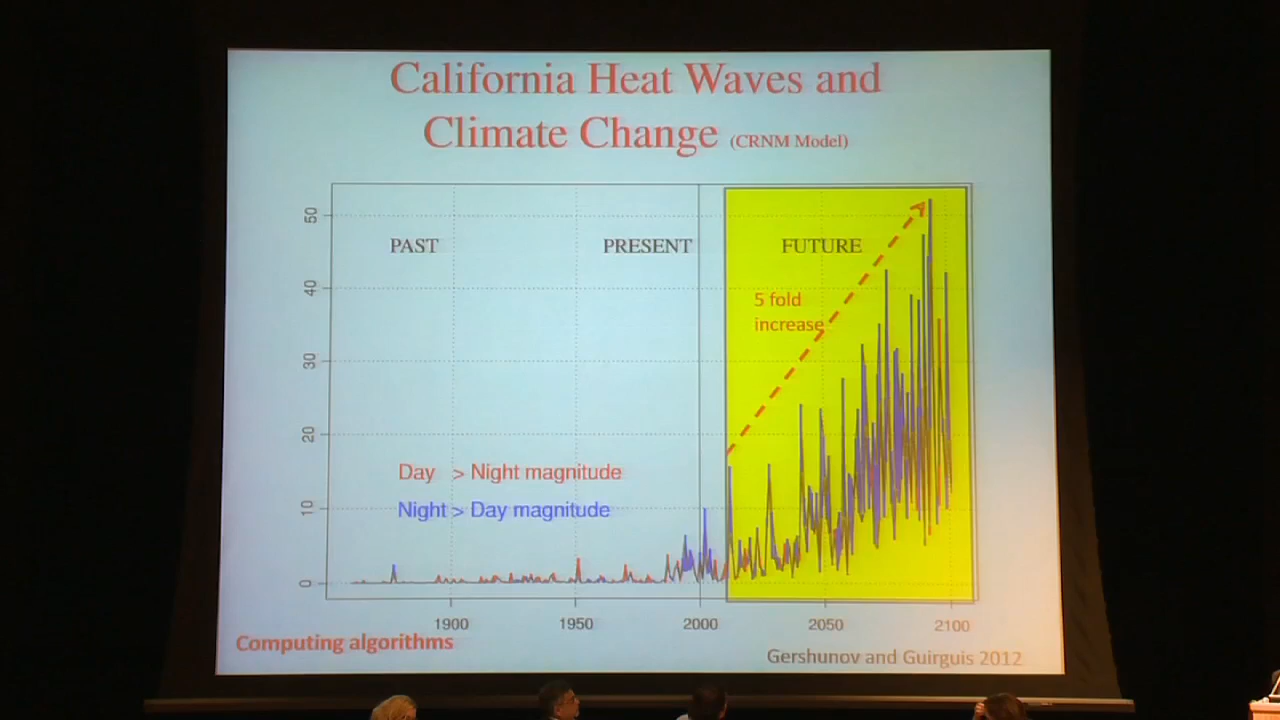 California Heat Waves and
Climate Change (CRNM Model)
PAST
PRESENT
FUTURE
5 fold
increase
Day > Night magnitude
Night > Day magnitude
50
40
30
20
10
0
1900
1950
2000
2050
2100
Computing algorithms
Gershunov and Guirguis 2012